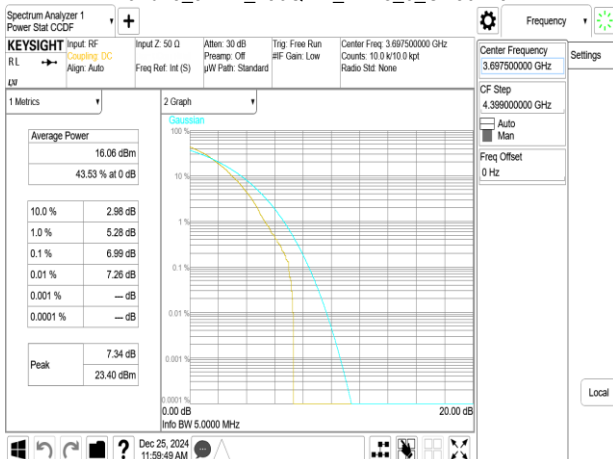 Spectrum Analyzer 1
Power Stat CCDF
Frequency
KEYSIGHT
RL
Input: RF
Coupling: DC
Align: Auto
Input Z: 50 Ω
Freq Ref: Int (S)
Atten: 30 dB
Preamp: Off
µW Path: Standard
Trig: Free Run
#IF Gain: Low
Center Freq: 3.697500000 GHz
Counts: 10.0 k/10.0 kpt
Radio Std: None
Center Frequency
3.697500000 GHz
Settings
CF Step
4.399000000 GHz
Auto
Man
Freq Offset
0 Hz
1 Metrics
2 Graph
Gaussian
Average Power
16.06 dBm
43.53 % at 0 dB
10.0 % 2.98 dB
1.0 % 5.28 dB
0.1 % 6.99 dB
0.01 % 7.26 dB
0.001 % --- dB
0.0001 % --- dB
Peak 7.34 dB
23.40 dBm
100 %
10 %
1 %
0.1 %
0.01 %
0.001 %
0.0001 %
0.00 dB
20.00 dB
Info BW 5.0000 MHz
Local
?
Dec 25, 2024
11:59:49 AM